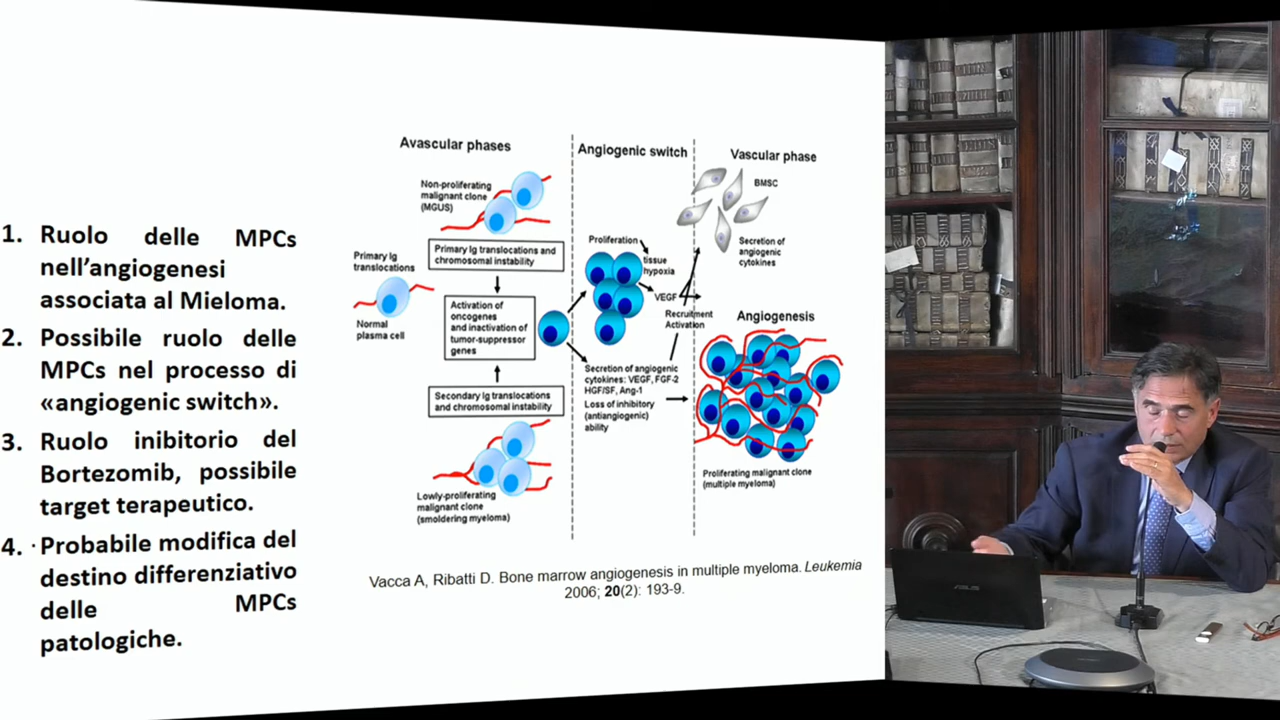 1. Ruolo delle MPCs
nell'angiogenesi
associata al Mieloma.
2. Possibile ruolo delle
MPCs nel processo di
«angiogenic switch».
3. Ruolo inibitorio del
Bortezomib, possibile
target terapeutico.
4. Probabile modifica del
destino differenziativo
delle MPCs
patologiche.
Avascular phases
Non-proliferating
malignant clone
(MGUS)
Primary Ig translocations and
chromosomal instability
Primary Ig
translocations
Normal
plasma cell
Activation of
oncogenes
and inactivation of
tumor-suppressor
genes
Secondary Ig translocations
and chromosomal instability
Lowly-proliferating
malignant clone
(smoldering myeloma)
Angiogenic switch
Proliferation
tissue
hypoxia
VEGF
Recruitment
Activation
Secretion of angiogenic
cytokines: VEGF, FGF-2
HGF/SF, Ang-1
Loss of inhibitory
(antiangiogenic)
ability
Vascular phase
BMSC
Secretion of
angiogenic
cytokines
Angiogenesis
Proliferating malignant clone
(multiple myeloma)
Vacca A, Ribatti D. Bone marrow angiogenesis in multiple myeloma. Leukemia
2006; 20(2): 193-9.
ASUS